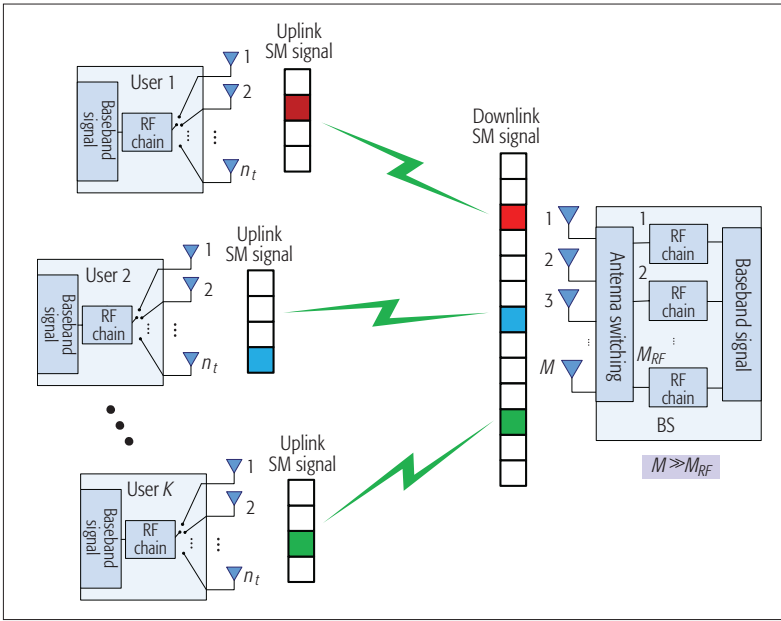 Uplink
SM signal
User 1
Baseband
signal
RF
chain
1
2
...
...
n_t
Downlink
SM signal
User 2
Baseband
signal
RF
chain
1
2
...
...
n_t
Uplink
SM signal
1
2
3
...
M
Antenna switching
1
RF
chain
2
RF
chain
...
M_RF
RF
chain
Baseband signal
BS
M≫M_RF
User K
Baseband
signal
RF
chain
1
2
...
...
n_t
Uplink
SM signal